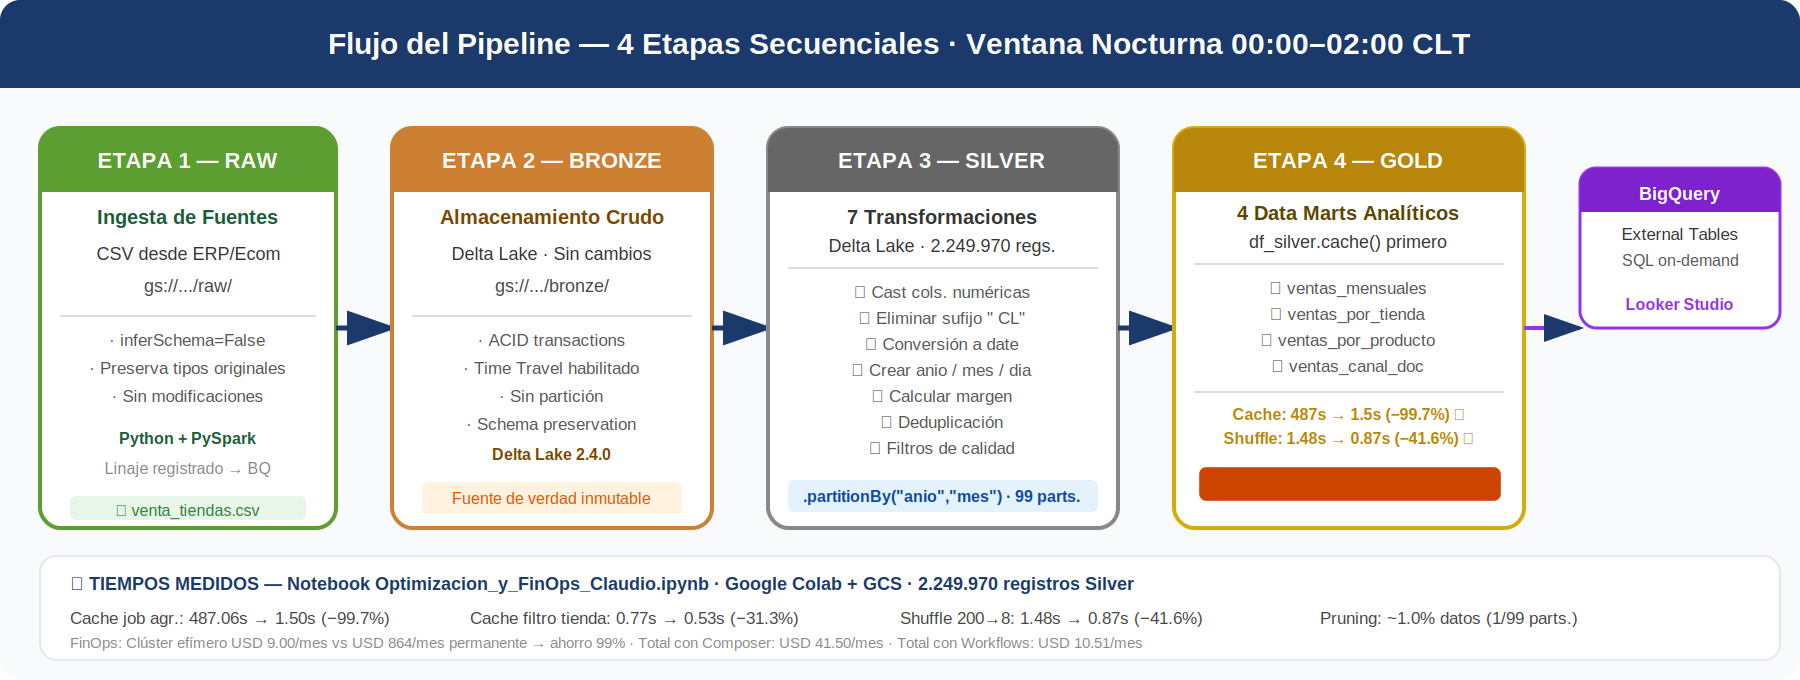 Flujo del Pipeline — 4 Etapas Secuenciales · Ventana Nocturna 00:00–02:00 CLT
ETAPA 1 — RAW
Ingesta de Fuentes
CSV desde ERP/Ecom
gs://.../raw/
· inferSchema=False
· Preserva tipos originales
· Sin modificaciones
Python + PySpark
Linaje registrado → BQ
venta_tiendas.csv
ETAPA 2 — BRONZE
Almacenamiento Crudo
Delta Lake · Sin cambios
gs://.../bronze/
· ACID transactions
· Time Travel habilitado
· Sin partición
· Schema preservation
Delta Lake 2.4.0
Fuente de verdad inmutable
ETAPA 3 — SILVER
7 Transformaciones
Delta Lake · 2.249.970 regs.
Cast cols. numéricas
Eliminar sufijo " CL"
Conversión a date
Crear anio / mes / dia
Calcular margen
Deduplicación
Filtros de calidad
.partitionBy("anio","mes") · 99 parts.
ETAPA 4 — GOLD
4 Data Marts Analíticos
df_silver.cache() primero
ventas_mensuales
ventas_por_tienda
ventas_por_producto
ventas_canal_doc
Cache: 487s → 1.5s (−99.7%)
Shuffle: 1.48s → 0.87s (−41.6%)
BigQuery
External Tables
SQL on-demand
Looker Studio
TIEMPOS MEDIDOS — Notebook Optimizacion_y_FinOps_Claudio.ipynb · Google Colab + GCS · 2.249.970 registros Silver
Cache job agr.: 487.06s → 1.50s (−99.7%)
Cache filtro tienda: 0.77s → 0.53s (−31.3%)
Shuffle 200→8: 1.48s → 0.87s (−41.6%)
Pruning: ~1.0% datos (1/99 parts.)
FinOps: Clúster efímero USD 9.00/mes vs USD 864/mes permanente → ahorro 99% · Total con Composer: USD 41.50/mes · Total con Workflows: USD 10.51/mes